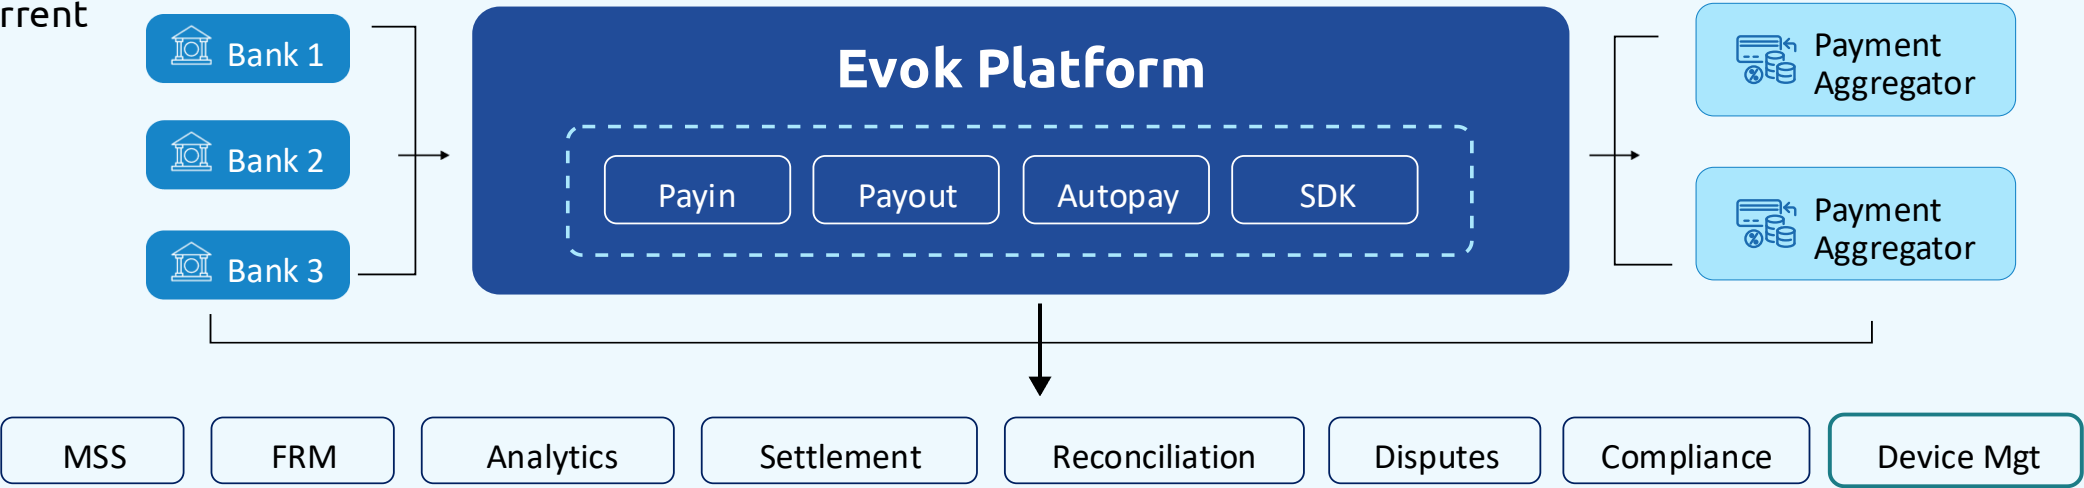 Bank 1
Bank 2
Bank 3
Evok Platform
Payin
Payout
Autopay
SDK
Payment
Aggregator
Payment
Aggregator
MSS
FRM
Analytics
Settlement
Reconciliation
Disputes
Compliance
Device Mgt